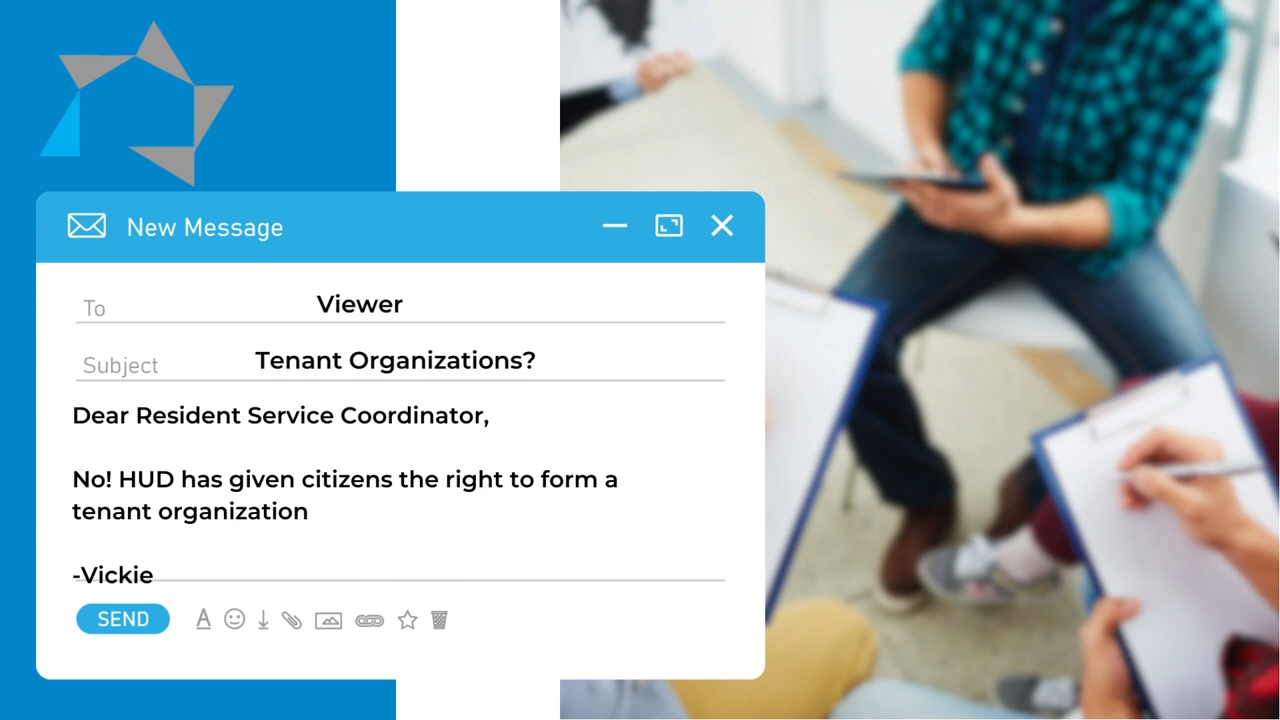 New Message
To Viewer
Subject Tenant Organizations?
Dear Resident Service Coordinator,
No! HUD has given citizens the right to form a
tenant organization
-Vickie
SEND